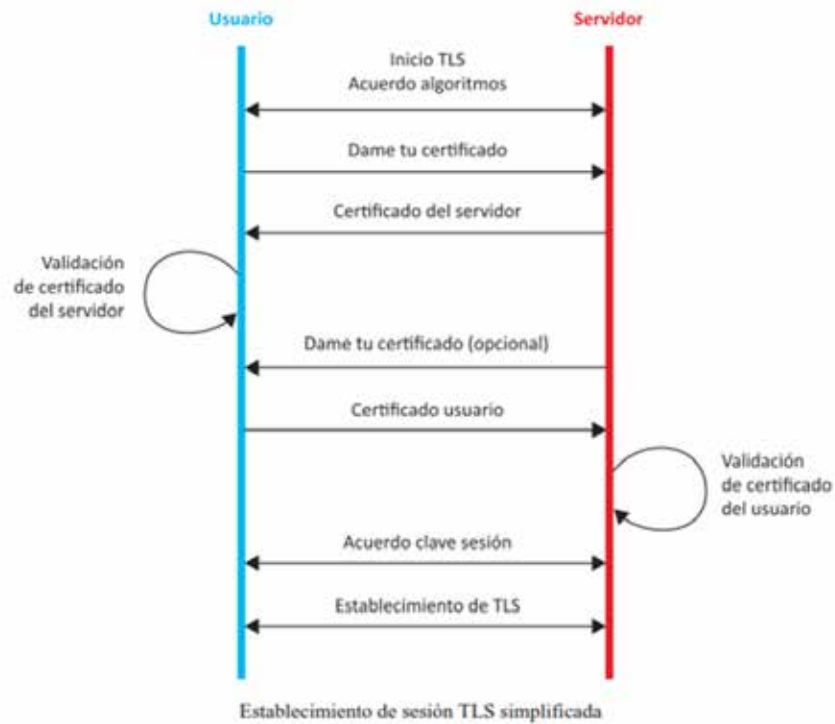 Usuario
Servidor
Inicio TLS
Acuerdo algoritmos
Dame tu certificado
Certificado del servidor
Validación
de certificado
del servidor
Dame tu certificado (opcional)
Certificado usuario
Validación
de certificado
del usuario
Acuerdo clave sesión
Establecimiento de TLS
Establecimiento de sesión TLS simplificada